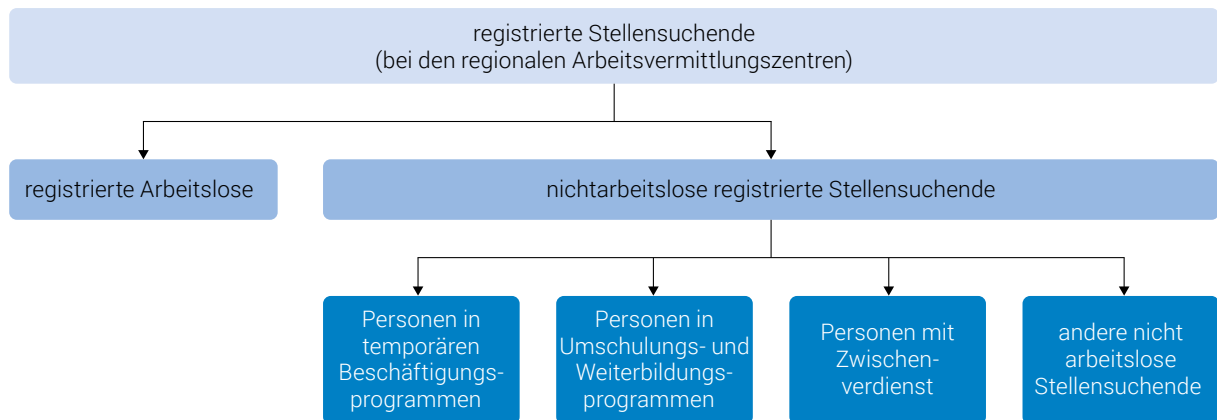 registrierte Stellensuchende
(bei den regionalen Arbeitsvermittlungszentren)
registrierte Arbeitslose
nichtarbeitslose registrierte Stellensuchende
Personen in
temporären
Beschäftigungs-
programmen
Personen in
Umschulungs- und
Weiterbildungs-
programmen
Personen mit
Zwischen-
verdienst
andere nicht
arbeitslose
Stellensuchende